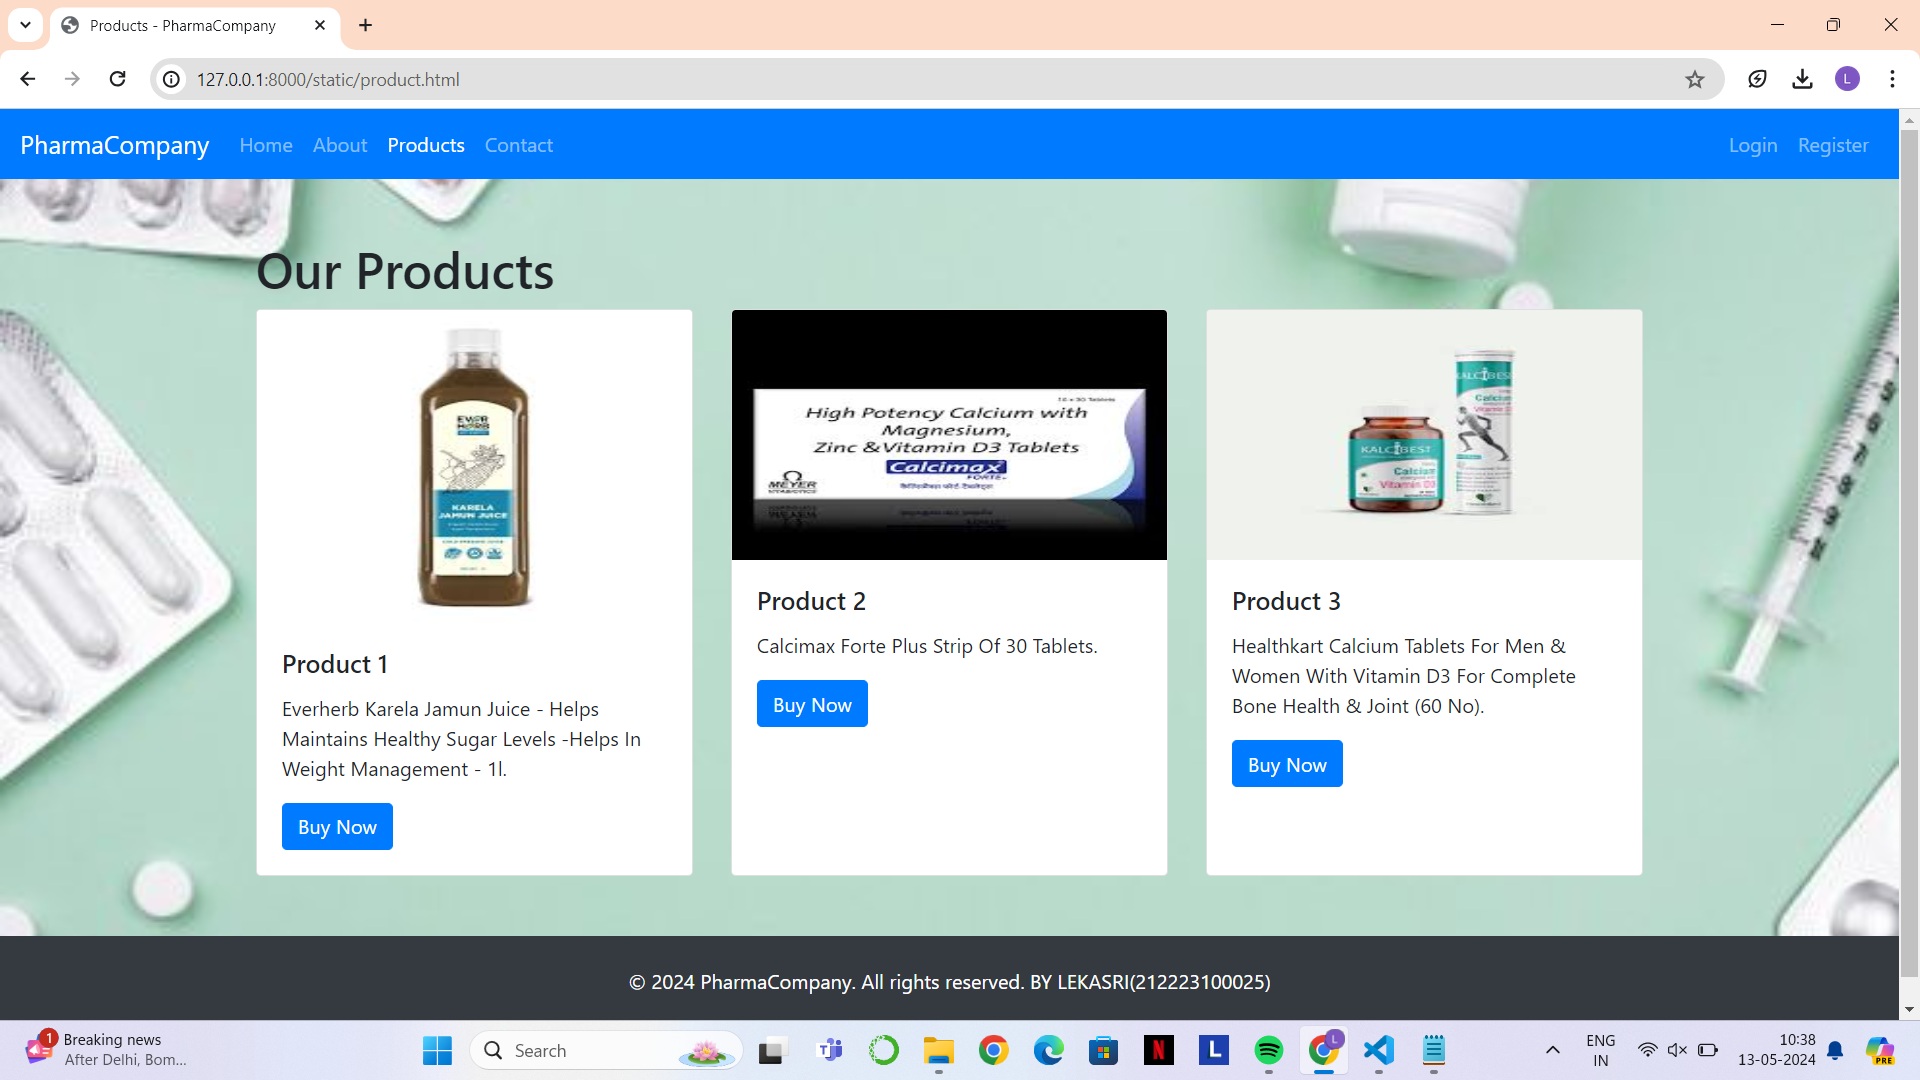 Products - PharmaCompany
127.0.0.1:8000/static/product.html
L
PharmaCompany Home About Products Contact Login Register
Our Products
EVER HERB
KARELA
JAMUN JUICE
High Potency Calcium with
Magnesium,
Zinc & Vitamin D3 Tablets
Calcimax
FORTE+
MEYER
KALCIBEST
Calcium
Vitamin D3
KALCIBEST
Calcium
Product 1
Everherb Karela Jamun Juice - Helps
Maintains Healthy Sugar Levels -Helps In
Weight Management - 1l.
Buy Now
Product 2
Calcimax Forte Plus Strip Of 30 Tablets.
Buy Now
Product 3
Healthkart Calcium Tablets For Men &
Women With Vitamin D3 For Complete
Bone Health & Joint (60 No).
Buy Now
© 2024 PharmaCompany. All rights reserved. BY LEKASRI(212223100025)
1
Breaking news
After Delhi, Bom...
Search
N
L
L
ENG
IN
10:38
13-05-2024
PRE